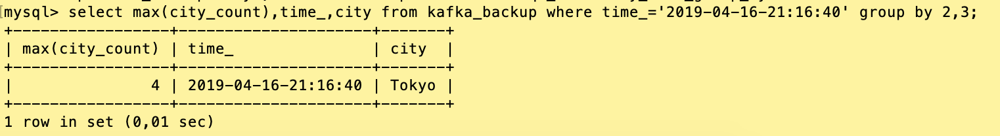 [mysql> select max(city_count),time_,city from kafka_backup where time_='2019-04-16-21:16:40' group by 2,3;
+-----------------+---------------------+-------+
| max(city_count) | time_               | city  |
+-----------------+---------------------+-------+
|               4 | 2019-04-16-21:16:40 | Tokyo |
+-----------------+---------------------+-------+
1 row in set (0,01 sec)